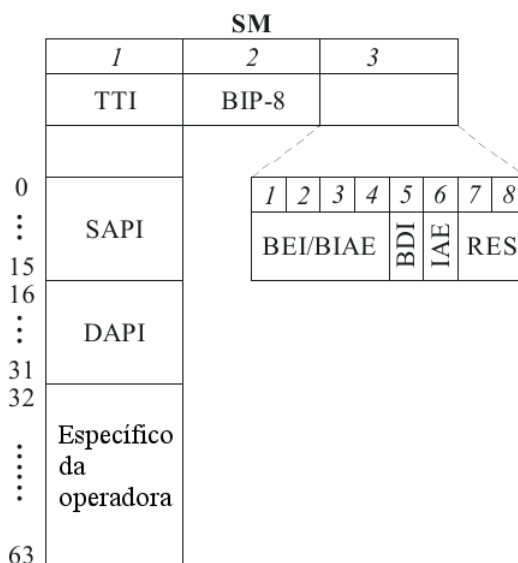 SM
1 2 3
TTI BIP-8
0
⋮
15
SAPI
1 2 3 4 5 6 7 8
BEI/BIAE BDI IAE RES
16
⋮
31
DAPI
32
⋮
63
Específico
da
operadora